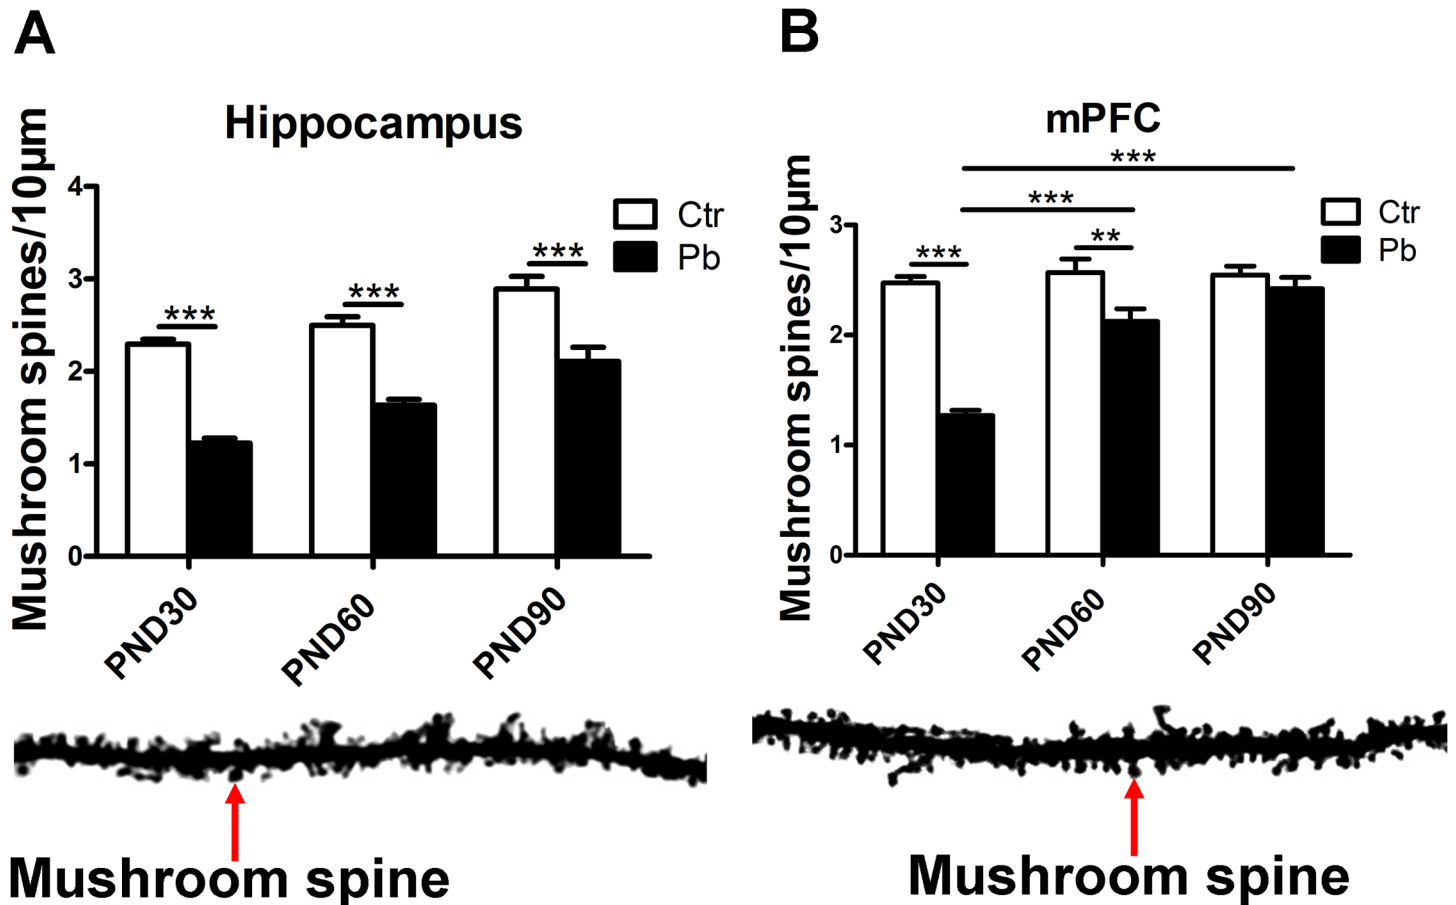 A
Hippocampus
Mushroom spines/10µm
4
3
2
1
0
***
***
***
Ctr
Pb
PND30
PND60
PND90
Mushroom spine
B
mPFC
Mushroom spines/10µm
3
2
1
0
***
***
***
**
Ctr
Pb
PND30
PND60
PND90
Mushroom spine